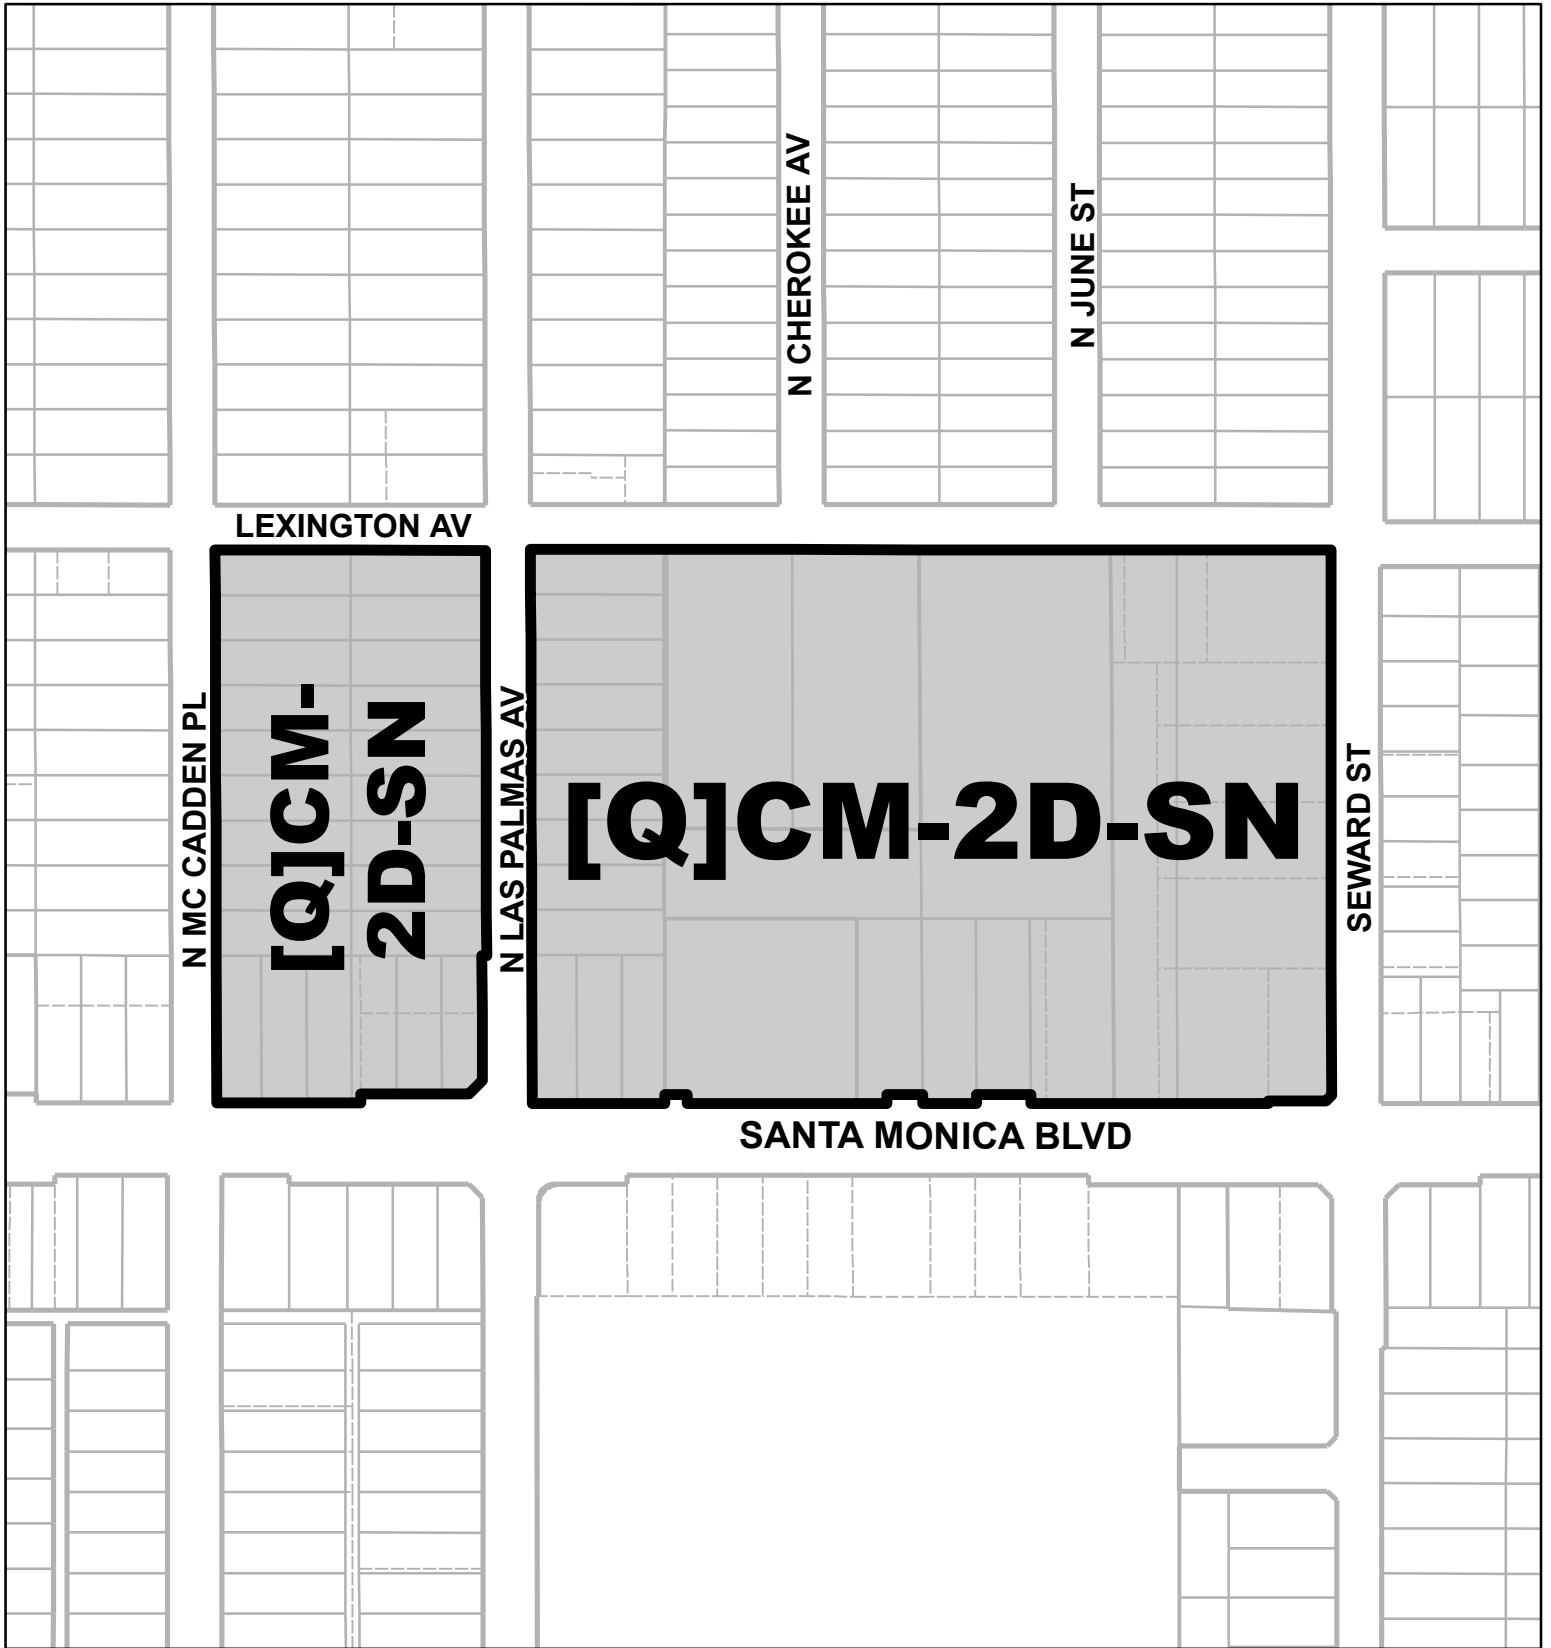 N CHEROKEE AV
N JUNE ST
LEXINGTON AV
N MC CADDEN PL
[Q]CM-
2D-SN
N LAS PALMAS AV
[Q]CM-2D-SN
SEWARD ST
SANTA MONICA BLVD